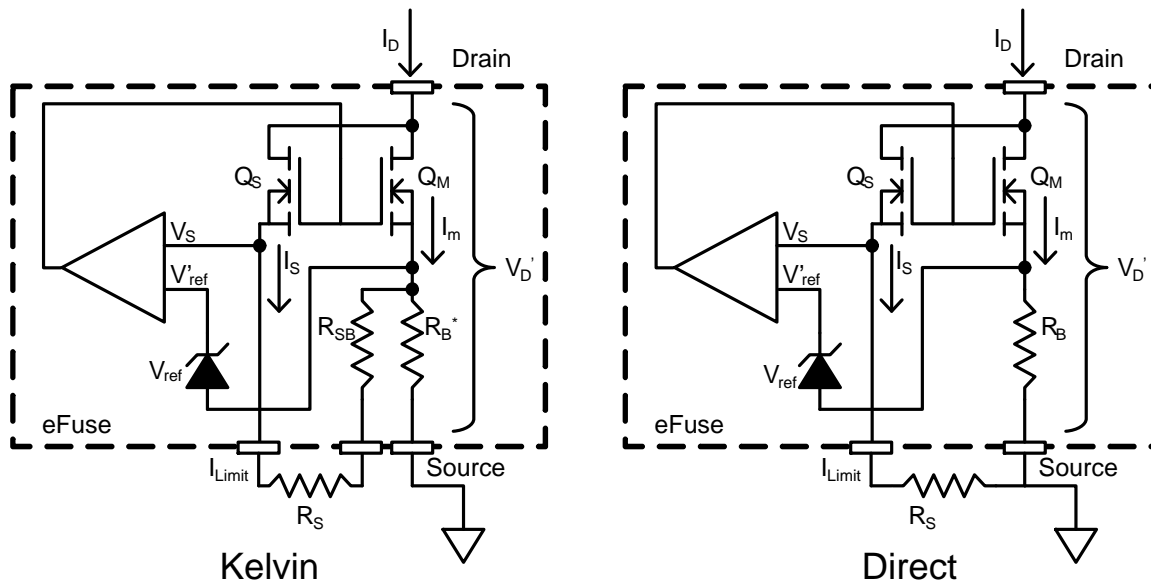 I_D
Drain
Q_S
Q_M
I_m
V_S
I_S
V'_ref
V_D'
R_SB
R_B*
V_ref
eFuse
I_Limit
Source
R_S
Kelvin
I_D
Drain
Q_S
Q_M
I_m
V_S
I_S
V'_ref
V_D'
R_B
V_ref
eFuse
I_Limit
Source
R_S
Direct